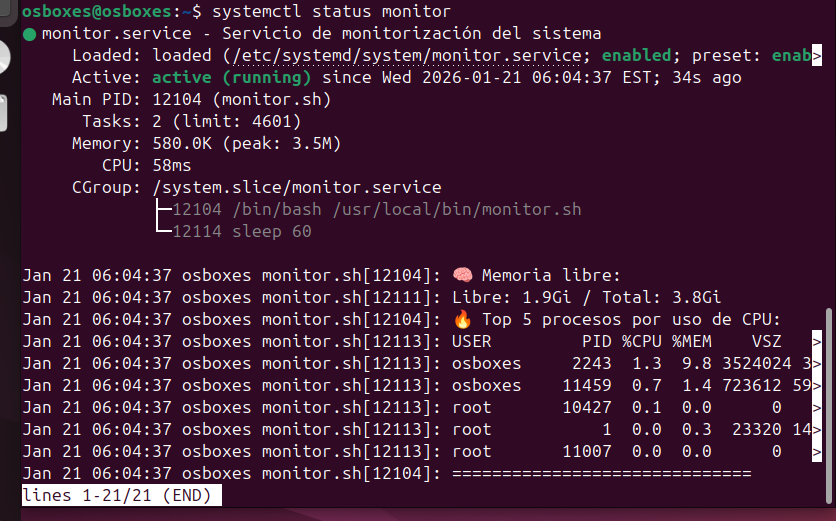 osboxes@osboxes:~$ systemctl status monitor
● monitor.service - Servicio de monitorización del sistema
     Loaded: loaded (/etc/systemd/system/monitor.service; enabled; preset: enab>
     Active: active (running) since Wed 2026-01-21 06:04:37 EST; 34s ago
   Main PID: 12104 (monitor.sh)
      Tasks: 2 (limit: 4601)
     Memory: 580.0K (peak: 3.5M)
        CPU: 58ms
     CGroup: /system.slice/monitor.service
             ├─12104 /bin/bash /usr/local/bin/monitor.sh
             └─12114 sleep 60
Jan 21 06:04:37 osboxes monitor.sh[12104]: 🧠 Memoria libre:
Jan 21 06:04:37 osboxes monitor.sh[12111]: Libre: 1.9Gi / Total: 3.8Gi
Jan 21 06:04:37 osboxes monitor.sh[12104]: 🔥 Top 5 procesos por uso de CPU:
Jan 21 06:04:37 osboxes monitor.sh[12113]: USER         PID %CPU %MEM    VSZ   >
Jan 21 06:04:37 osboxes monitor.sh[12113]: osboxes     2243  1.3  9.8 3524024 3>
Jan 21 06:04:37 osboxes monitor.sh[12113]: osboxes    11459  0.7  1.4 723612 59>
Jan 21 06:04:37 osboxes monitor.sh[12113]: root       10427  0.1  0.0      0   >
Jan 21 06:04:37 osboxes monitor.sh[12113]: root           1  0.0  0.3  23320 14>
Jan 21 06:04:37 osboxes monitor.sh[12113]: root       11007  0.0  0.0      0   >
Jan 21 06:04:37 osboxes monitor.sh[12104]: ==============================
lines 1-21/21 (END)